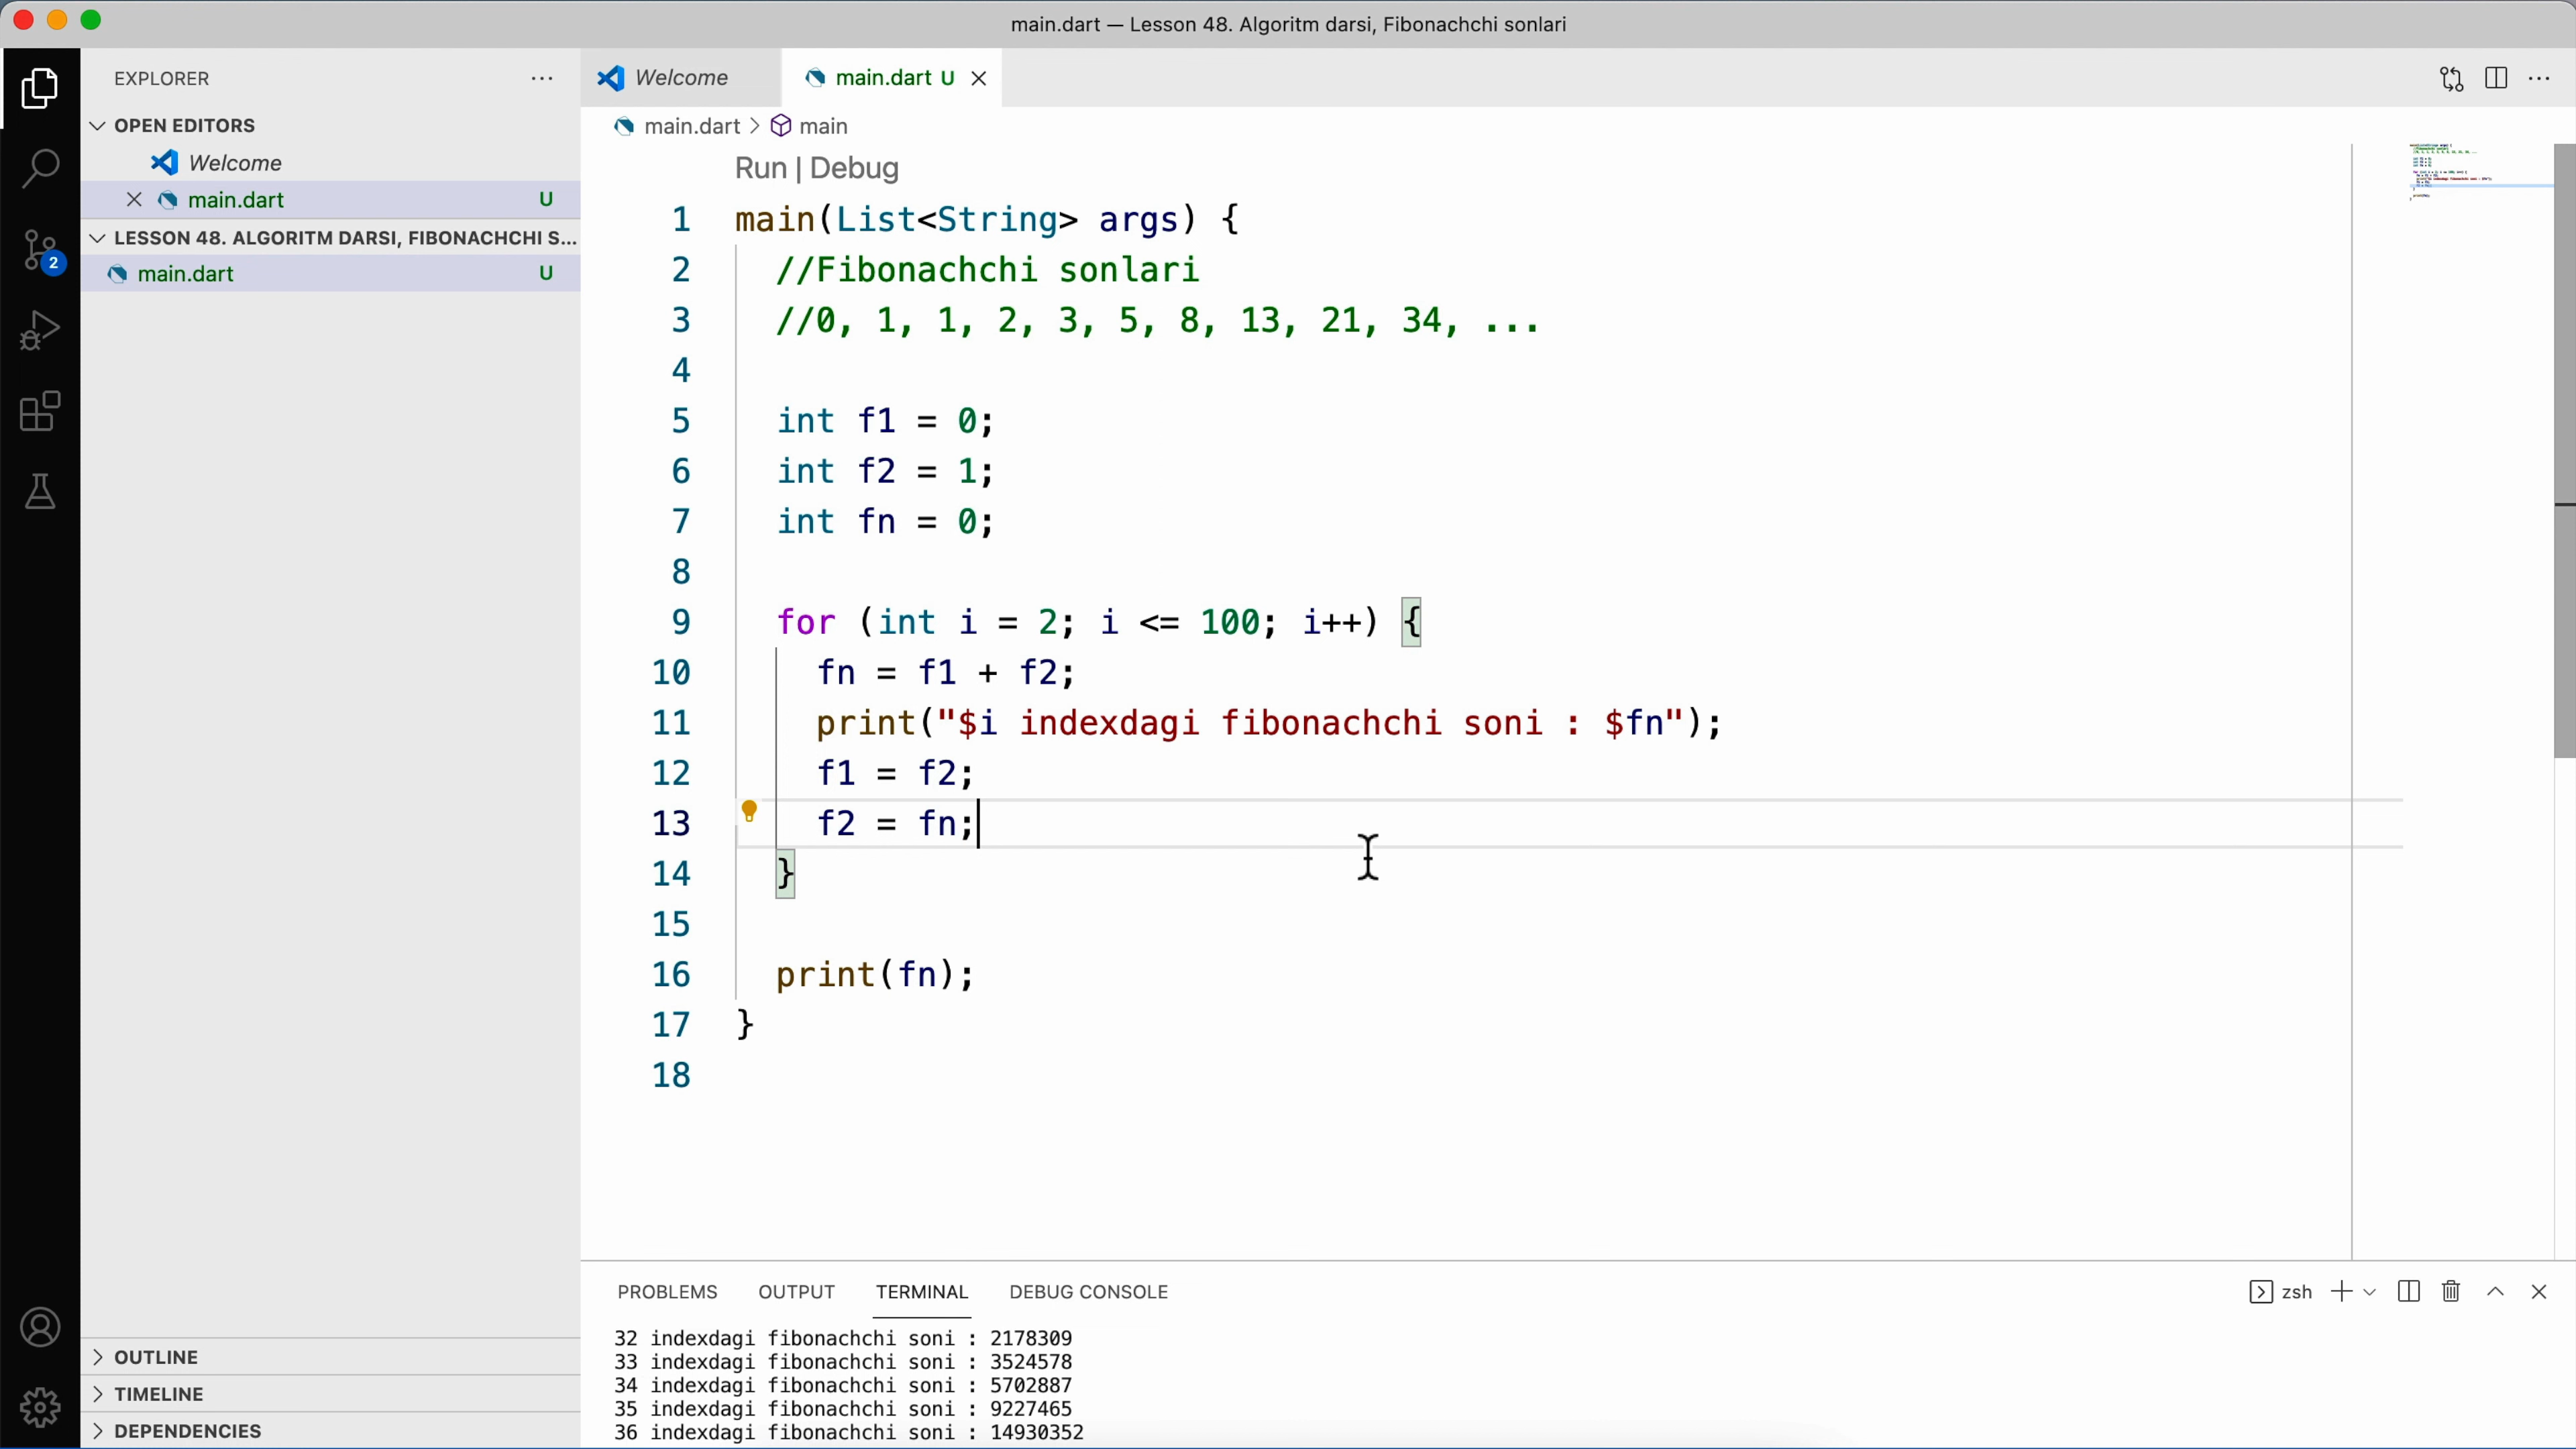 main.dart — Lesson 48. Algoritm darsi, Fibonachchi sonlari
EXPLORER
OPEN EDITORS
Welcome
main.dart U
LESSON 48. ALGORITM DARSI, FIBONACHCHI S...
main.dart U
2
OUTLINE
TIMELINE
DEPENDENCIES
Welcome
main.dart U
main.dart > main
Run | Debug
1 main(List<String> args) {
2 //Fibonachchi sonlari
3 //0, 1, 1, 2, 3, 5, 8, 13, 21, 34, ...
4
5 int f1 = 0;
6 int f2 = 1;
7 int fn = 0;
8
9 for (int i = 2; i <= 100; i++) {
10 fn = f1 + f2;
11 print("$i indexdagi fibonachchi soni : $fn");
12 f1 = f2;
13 f2 = fn;
14 }
15
16 print(fn);
17 }
18
PROBLEMS OUTPUT TERMINAL DEBUG CONSOLE
zsh
32 indexdagi fibonachchi soni : 2178309
33 indexdagi fibonachchi soni : 3524578
34 indexdagi fibonachchi soni : 5702887
35 indexdagi fibonachchi soni : 9227465
36 indexdagi fibonachchi soni : 14930352